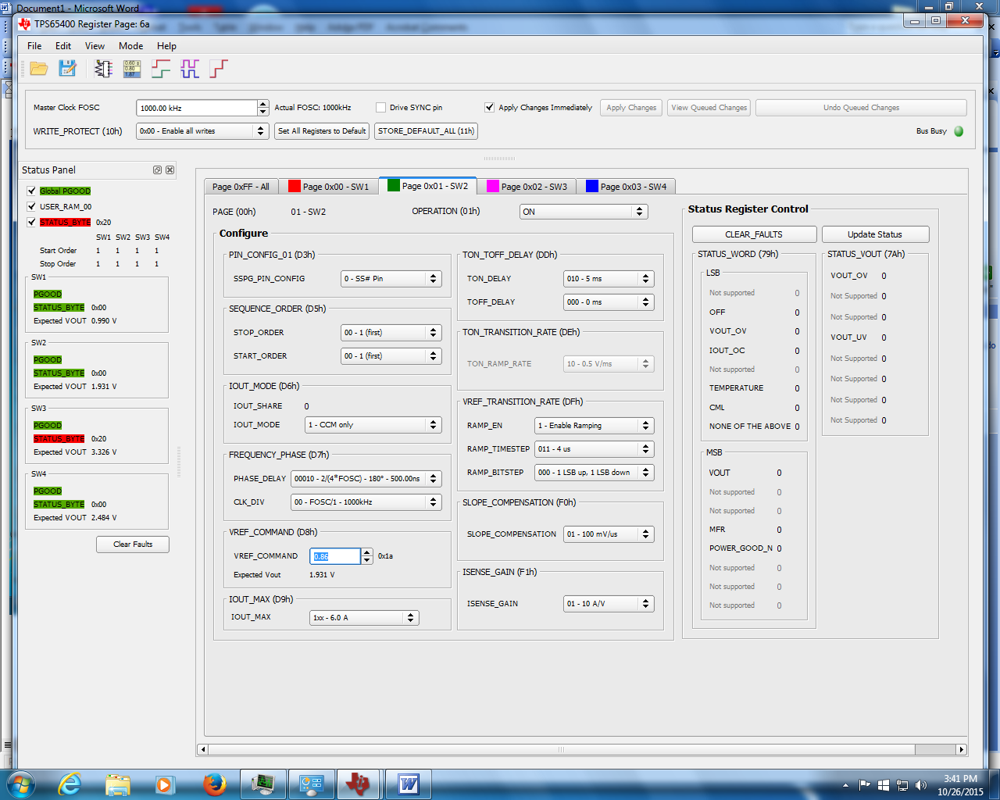 Document1 - Microsoft Word
TPS65400 Register Page: 6a
File Edit View Mode Help
Master Clock FOSC 1000.00 kHz Actual FOSC: 1000kHz Drive SYNC pin Apply Changes Immediately Apply Changes View Queued Changes Undo Queued Changes
WRITE_PROTECT (10h) 0x00 - Enable all writes Set All Registers to Default STORE_DEFAULT_ALL (11h) Bus Busy
Status Panel
Global PGOOD
USER_RAM_00
STATUS_BYTE 0x20
SW1 SW2 SW3 SW4
Start Order 1 1 1 1
Stop Order 1 1 1 1
SW1
PGOOD
STATUS_BYTE 0x00
Expected VOUT 0.990 V
SW2
PGOOD
STATUS_BYTE 0x00
Expected VOUT 1.931 V
SW3
PGOOD
STATUS_BYTE 0x20
Expected VOUT 3.326 V
SW4
PGOOD
STATUS_BYTE 0x00
Expected VOUT 2.484 V
Clear Faults
Page 0xFF - All Page 0x00 - SW1 Page 0x01 - SW2 Page 0x02 - SW3 Page 0x03 - SW4
PAGE (00h) 01 - SW2 OPERATION (01h) ON
Configure
PIN_CONFIG_01 (D3h)
SSPG_PIN_CONFIG 0 - SS# Pin
SEQUENCE_ORDER (D5h)
STOP_ORDER 00 - 1 (first)
START_ORDER 00 - 1 (first)
IOUT_MODE (D6h)
IOUT_SHARE 0
IOUT_MODE 1 - CCM only
FREQUENCY_PHASE (D7h)
PHASE_DELAY 00010 - 2/(4*FOSC) - 180° - 500.00ns
CLK_DIV 00 - FOSC/1 - 1000kHz
VREF_COMMAND (D8h)
VREF_COMMAND 0.86 0x1a
Expected Vout 1.931 V
IOUT_MAX (D9h)
IOUT_MAX 1xx - 6.0 A
TON_TOFF_DELAY (DDh)
TON_DELAY 010 - 5 ms
TOFF_DELAY 000 - 0 ms
TON_TRANSITION_RATE (DEh)
TON_RAMP_RATE 10 - 0.5 V/ms
VREF_TRANSITION_RATE (DFh)
RAMP_EN 1 - Enable Ramping
RAMP_TIMESTEP 011 - 4 us
RAMP_BITSTEP 000 - 1 LSB up, 1 LSB down
SLOPE_COMPENSATION (F0h)
SLOPE_COMPENSATION 01 - 100 mV/us
ISENSE_GAIN (F1h)
ISENSE_GAIN 01 - 10 A/V
Status Register Control
CLEAR_FAULTS Update Status
STATUS_WORD (79h)
LSB
Not supported 0
OFF 0
VOUT_OV 0
IOUT_OC 0
Not supported 0
TEMPERATURE 0
CML 0
NONE OF THE ABOVE 0
MSB
VOUT 0
Not supported 0
Not supported 0
MFR 0
POWER_GOOD_N 0
Not supported 0
Not supported 0
Not supported 0
STATUS_VOUT (7Ah)
VOUT_OV 0
Not Supported 0
Not Supported 0
VOUT_UV 0
Not Supported 0
Not Supported 0
Not Supported 0
Not Supported 0
3:41 PM
10/26/2015